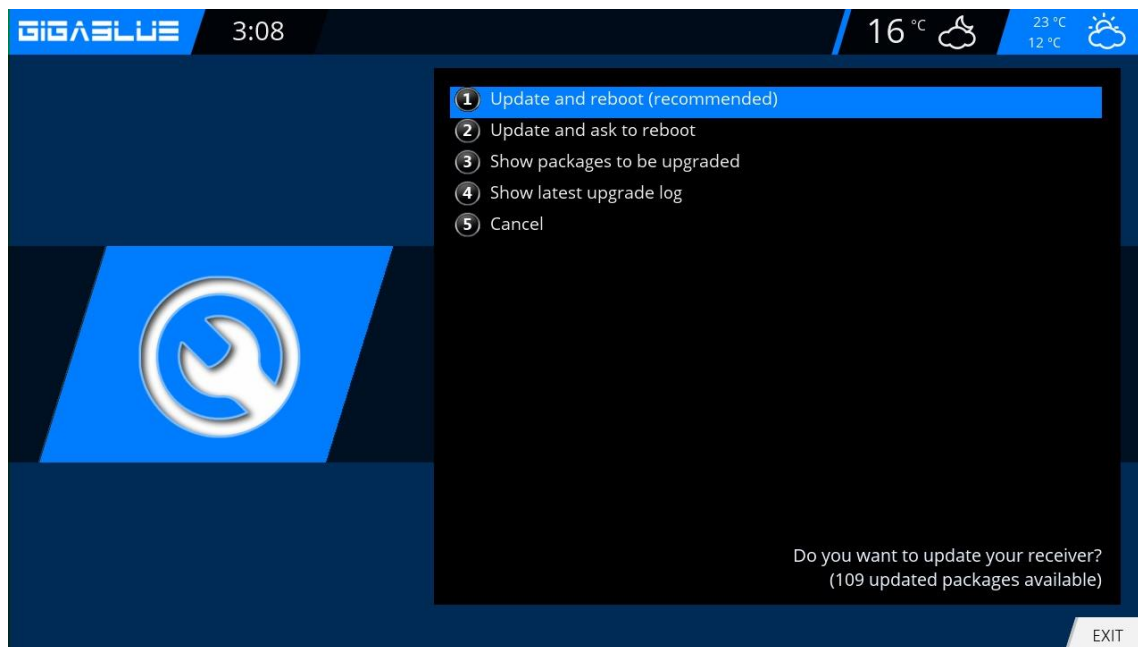 GIGABLUE 3:08 16 °C 23 °C
12 °C
1 Update and reboot (recommended)
2 Update and ask to reboot
3 Show packages to be upgraded
4 Show latest upgrade log
5 Cancel
Do you want to update your receiver?
(109 updated packages available)
EXIT